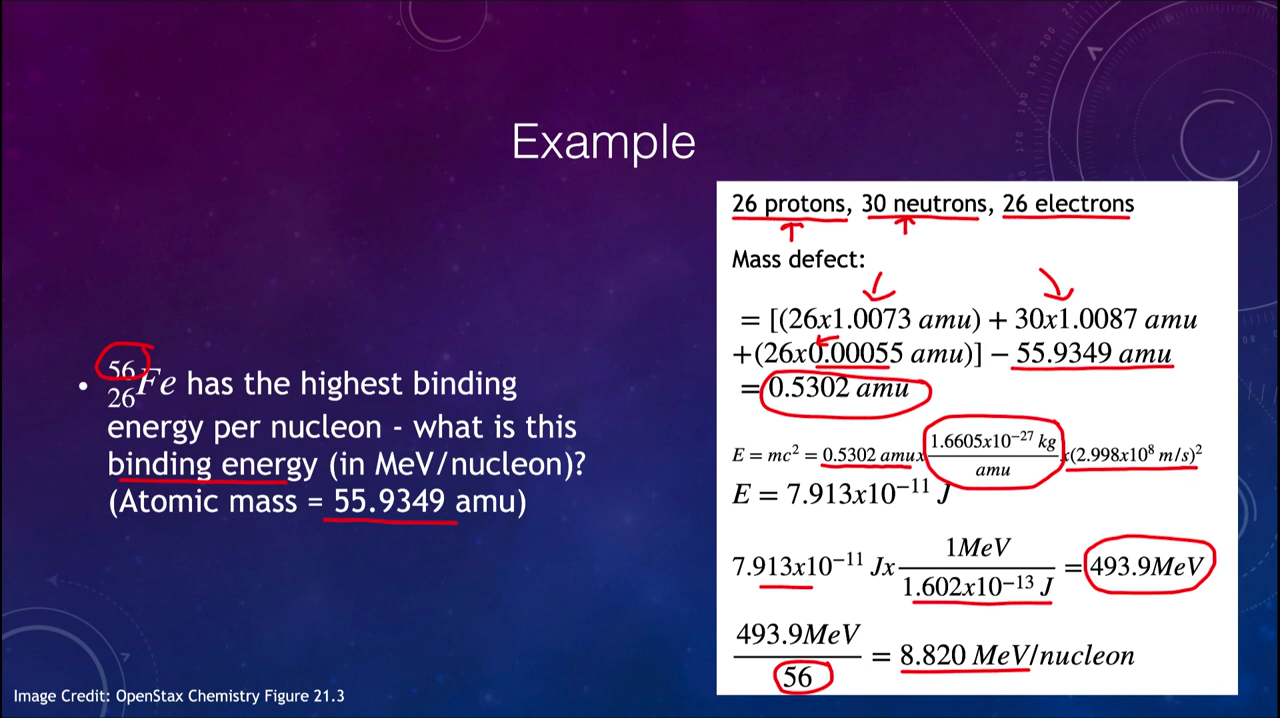 Example
• ⁵⁶₂₆Fe has the highest binding
energy per nucleon - what is this
binding energy (in MeV/nucleon)?
(Atomic mass = 55.9349 amu)
26 protons, 30 neutrons, 26 electrons
Mass defect:
= [(26x1.0073 amu) + 30x1.0087 amu
+(26x0.00055 amu)] − 55.9349 amu
= 0.5302 amu
E = mc² = 0.5302 amux 1.6605x10⁻²⁷ kg/amu x(2.998x10⁸ m/s)²
E = 7.913x10⁻¹¹ J
7.913x10⁻¹¹ Jx 1MeV/1.602x10⁻¹³ J = 493.9MeV
493.9MeV/56 = 8.820 MeV/nucleon
Image Credit: OpenStax Chemistry Figure 21.3